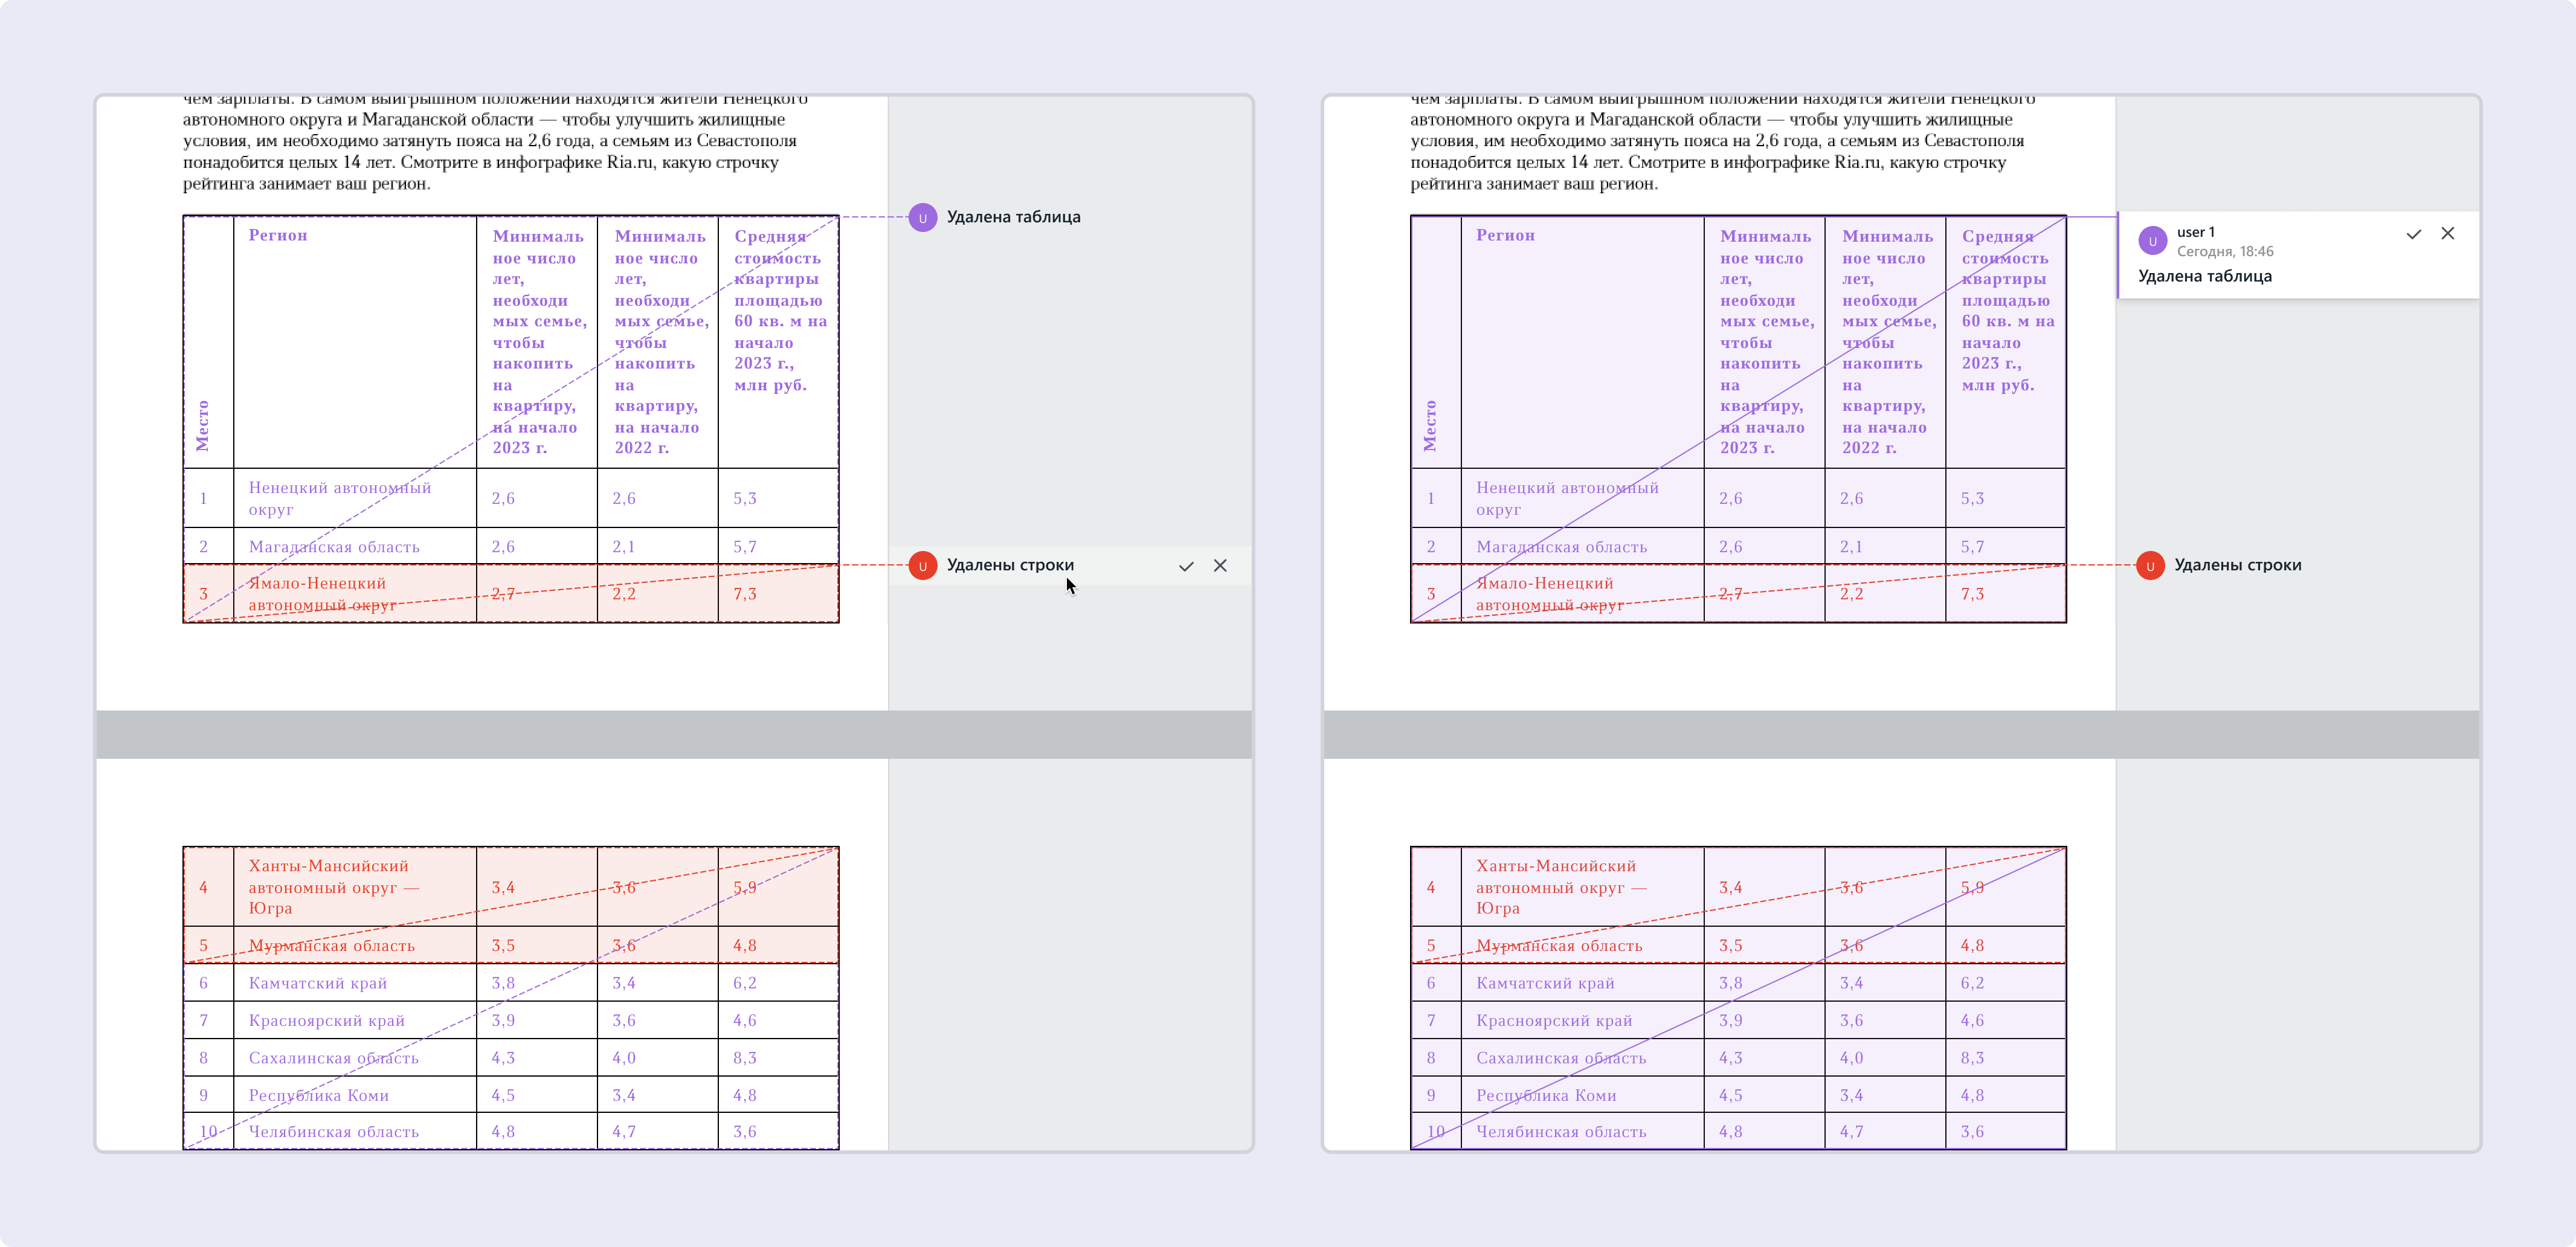 чем зарплаты. В самом выигрышном положении находятся жители Ненецкого
автономного округа и Магаданской области — чтобы улучшить жилищные
условия, им необходимо затянуть пояса на 2,6 года, а семьям из Севастополя
понадобится целых 14 лет. Смотрите в инфографике Ria.ru, какую строчку
рейтинга занимает ваш регион.
U Удалена таблица
Место
Регион
Минималь
ное число
лет,
необходи
мых семье,
чтобы
накопить
на
квартиру,
на начало
2023 г.
Минималь
ное число
лет,
необходи
мых семье,
чтобы
накопить
на
квартиру,
на начало
2022 г.
Средняя
стоимость
квартиры
площадью
60 кв. м на
начало
2023 г.,
млн руб.
1 Ненецкий автономный
округ 2,6 2,6 5,3
2 Магаданская область 2,6 2,1 5,7
U Удалены строки
3 Ямало-Ненецкий
автономный округ 2,7 2,2 7,3
4 Ханты-Мансийский
автономный округ —
Югра 3,4 3,6 5,9
5 Мурманская область 3,5 3,6 4,8
6 Камчатский край 3,8 3,4 6,2
7 Красноярский край 3,9 3,6 4,6
8 Сахалинская область 4,3 4,0 8,3
9 Республика Коми 4,5 3,4 4,8
10 Челябинская область 4,8 4,7 3,6
чем зарплаты. В самом выигрышном положении находятся жители Ненецкого
автономного округа и Магаданской области — чтобы улучшить жилищные
условия, им необходимо затянуть пояса на 2,6 года, а семьям из Севастополя
понадобится целых 14 лет. Смотрите в инфографике Ria.ru, какую строчку
рейтинга занимает ваш регион.
U user 1
Сегодня, 18:46
Удалена таблица
Место
Регион
Минималь
ное число
лет,
необходи
мых семье,
чтобы
накопить
на
квартиру,
на начало
2023 г.
Минималь
ное число
лет,
необходи
мых семье,
чтобы
накопить
на
квартиру,
на начало
2022 г.
Средняя
стоимость
квартиры
площадью
60 кв. м на
начало
2023 г.,
млн руб.
1 Ненецкий автономный
округ 2,6 2,6 5,3
2 Магаданская область 2,6 2,1 5,7
U Удалены строки
3 Ямало-Ненецкий
автономный округ 2,7 2,2 7,3
4 Ханты-Мансийский
автономный округ —
Югра 3,4 3,6 5,9
5 Мурманская область 3,5 3,6 4,8
6 Камчатский край 3,8 3,4 6,2
7 Красноярский край 3,9 3,6 4,6
8 Сахалинская область 4,3 4,0 8,3
9 Республика Коми 4,5 3,4 4,8
10 Челябинская область 4,8 4,7 3,6